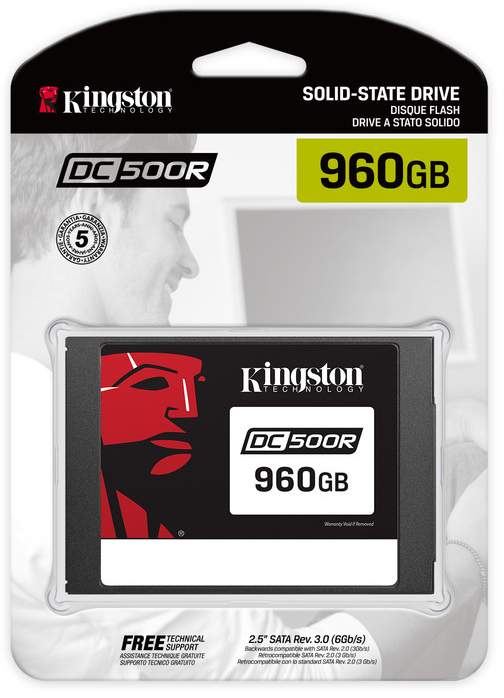 Kingston
TECHNOLOGY
SOLID-STATE DRIVE
DISQUE FLASH
DRIVE A STATO SOLIDO
DC500R
960GB
5
Kingston
TECHNOLOGY
DC500R
960GB
Warranty Void if Removed
®
FREE TECHNICAL SUPPORT
ASSISTANCE TECHNIQUE GRATUITE
SUPPORTO TECNICO GRATUITO
2.5" SATA Rev. 3.0 (6Gb/s)
Backwards compatible with SATA Rev. 2.0 (3Gb/s)
Rétrocompatible SATA Rev. 2.0 (3 Gb/s)
Retrocompatibile con lo standard SATA Rev. 2.0 (3 Gb/s)